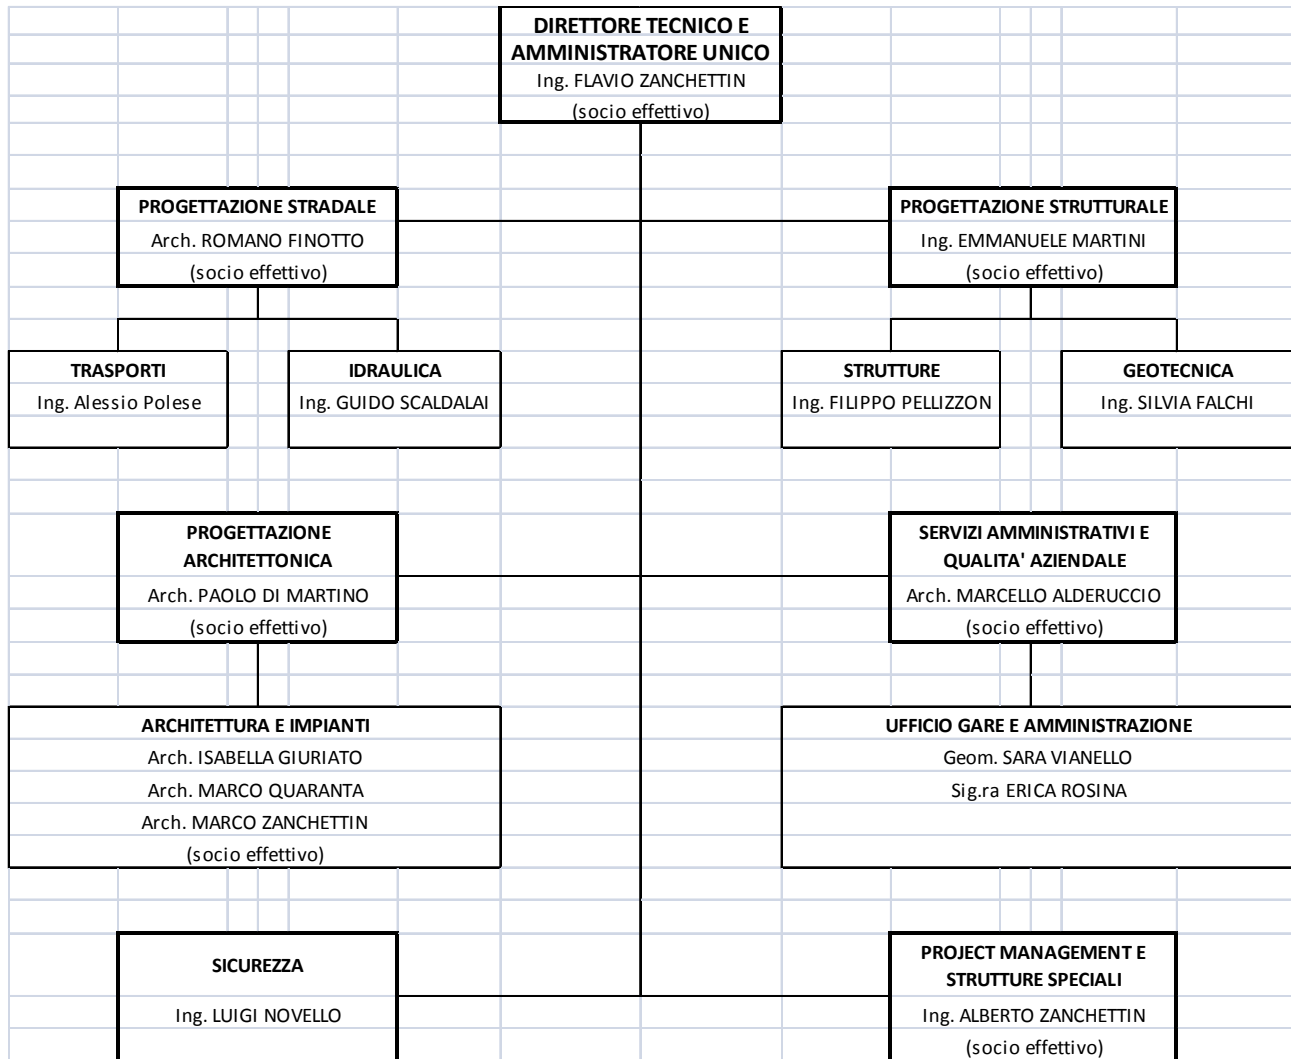 DIRETTORE TECNICO E
AMMINISTRATORE UNICO
Ing. FLAVIO ZANCHETTIN
(socio effettivo)
PROGETTAZIONE STRADALE
Arch. ROMANO FINOTTO
(socio effettivo)
PROGETTAZIONE STRUTTURALE
Ing. EMMANUELE MARTINI
(socio effettivo)
TRASPORTI
Ing. Alessio Polese
IDRAULICA
Ing. GUIDO SCALDALAI
STRUTTURE
Ing. FILIPPO PELLIZZON
GEOTECNICA
Ing. SILVIA FALCHI
PROGETTAZIONE
ARCHITETTONICA
Arch. PAOLO DI MARTINO
(socio effettivo)
SERVIZI AMMINISTRATIVI E
QUALITA' AZIENDALE
Arch. MARCELLO ALDERUCCIO
(socio effettivo)
ARCHITETTURA E IMPIANTI
Arch. ISABELLA GIURIATO
Arch. MARCO QUARANTA
Arch. MARCO ZANCHETTIN
(socio effettivo)
UFFICIO GARE E AMMINISTRAZIONE
Geom. SARA VIANELLO
Sig.ra ERICA ROSINA
SICUREZZA
Ing. LUIGI NOVELLO
PROJECT MANAGEMENT E
STRUTTURE SPECIALI
Ing. ALBERTO ZANCHETTIN
(socio effettivo)